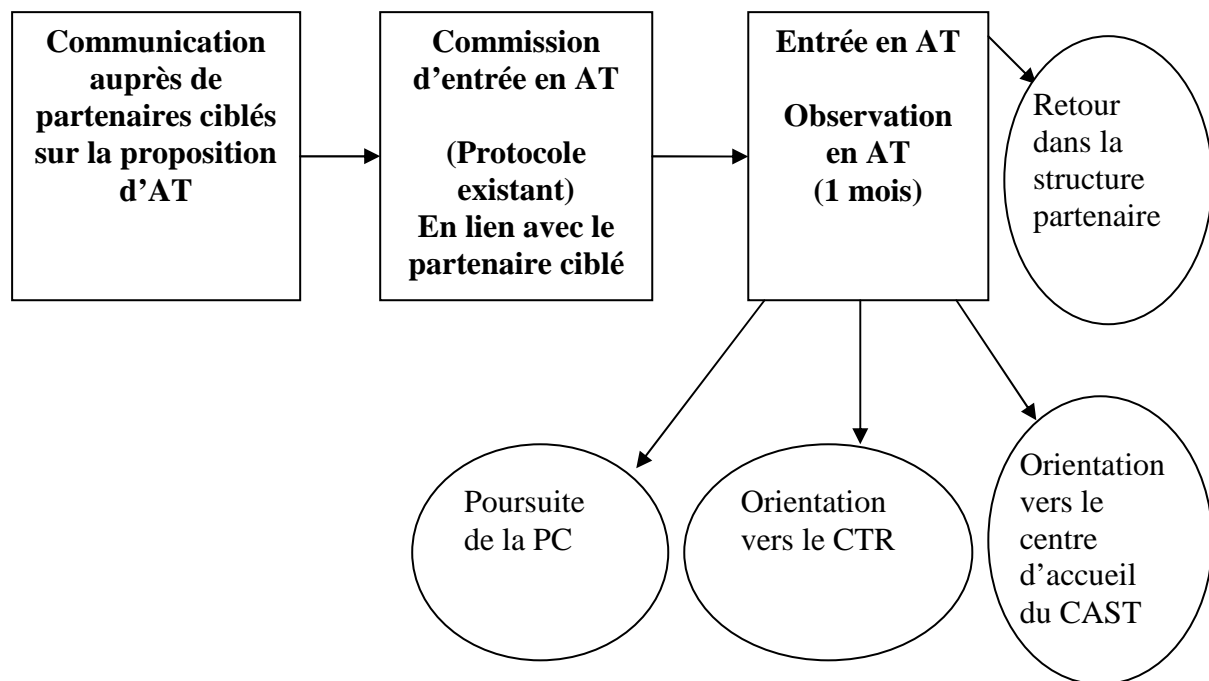 Communication
auprès de
partenaires ciblés
sur la proposition
d’AT
Commission
d’entrée en AT
(Protocole
existant)
En lien avec le
partenaire ciblé
Entrée en AT
Observation
en AT
(1 mois)
Retour
dans la
structure
partenaire
Poursuite
de la PC
Orientation
vers le CTR
Orientation
vers le
centre
d’accueil
du CAST